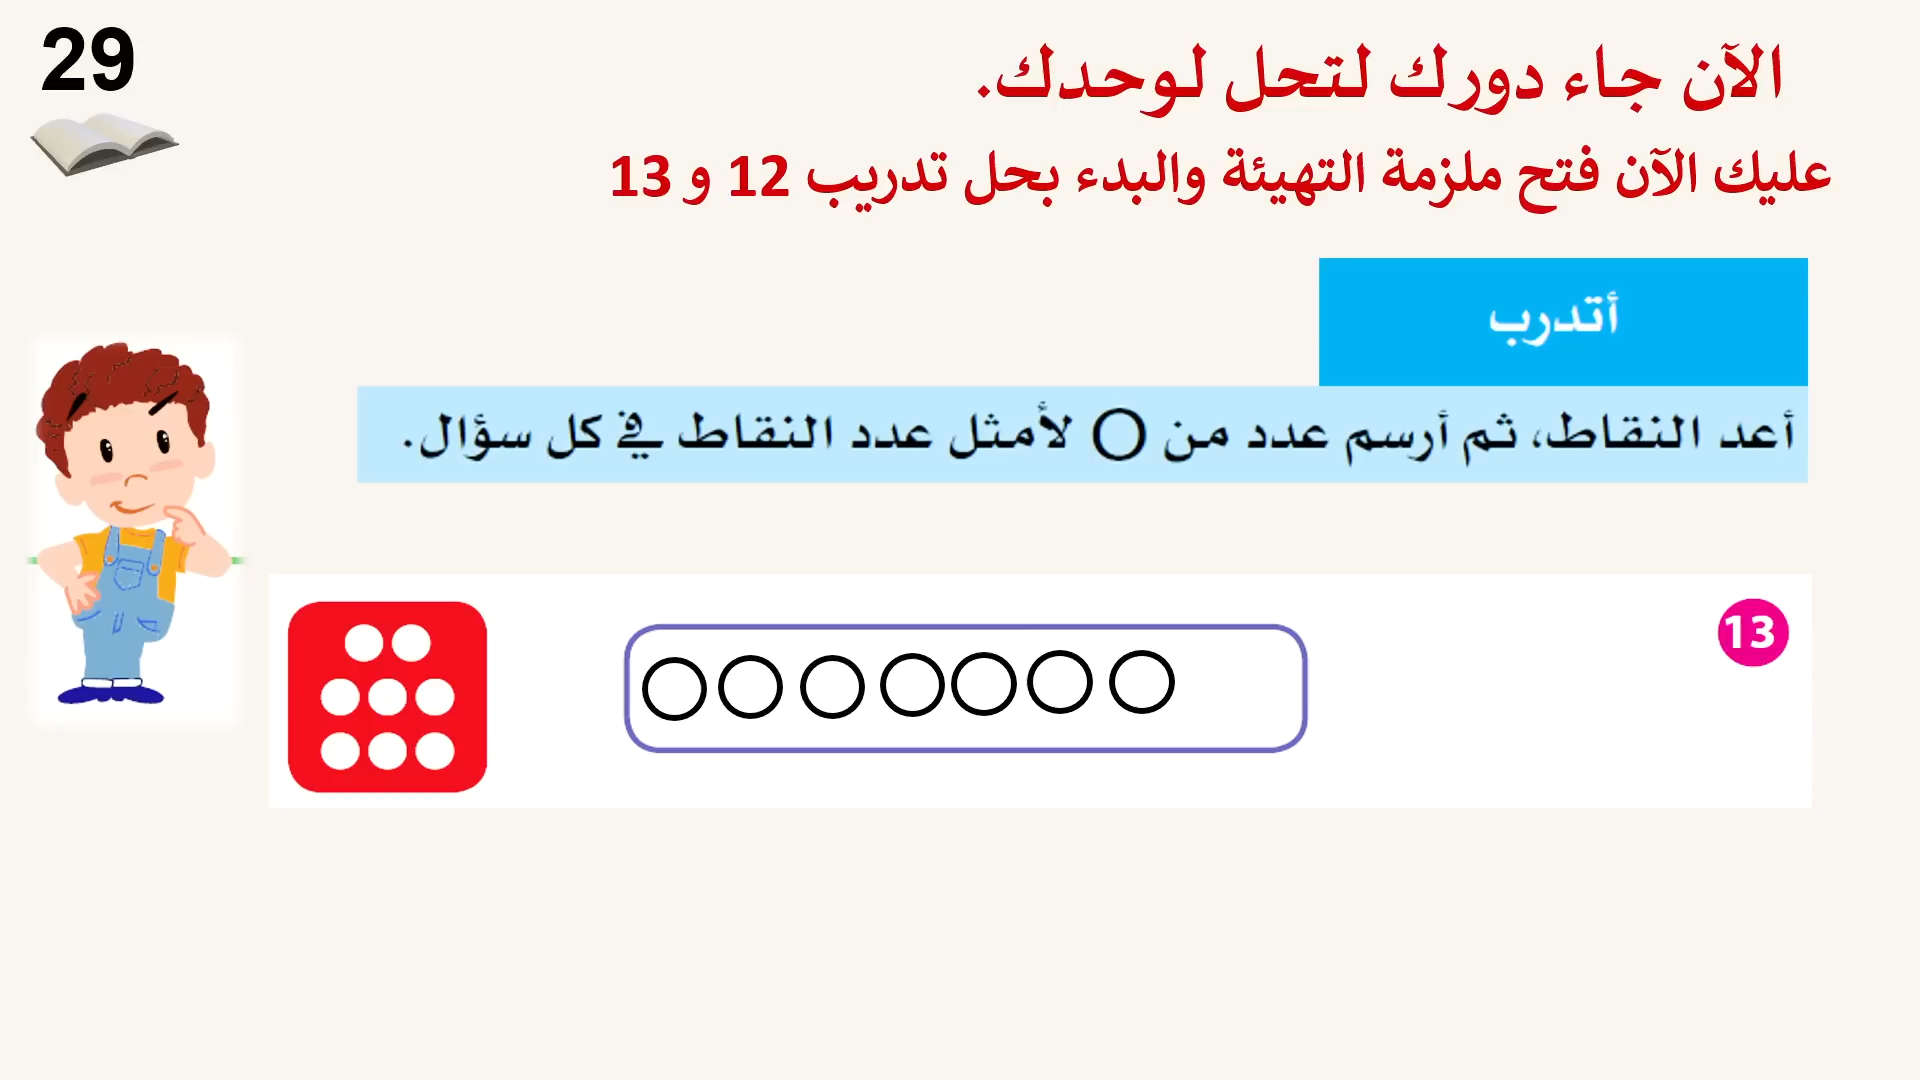 29
الآن جاء دورك لتحل لوحدك.
عليك الآن فتح ملزمة التهيئة والبدء بحل تدريب 12 و 13
أتدرب
أعد النقاط، ثم أرسم عدد من ○ لأمثل عدد النقاط في كل سؤال.
13